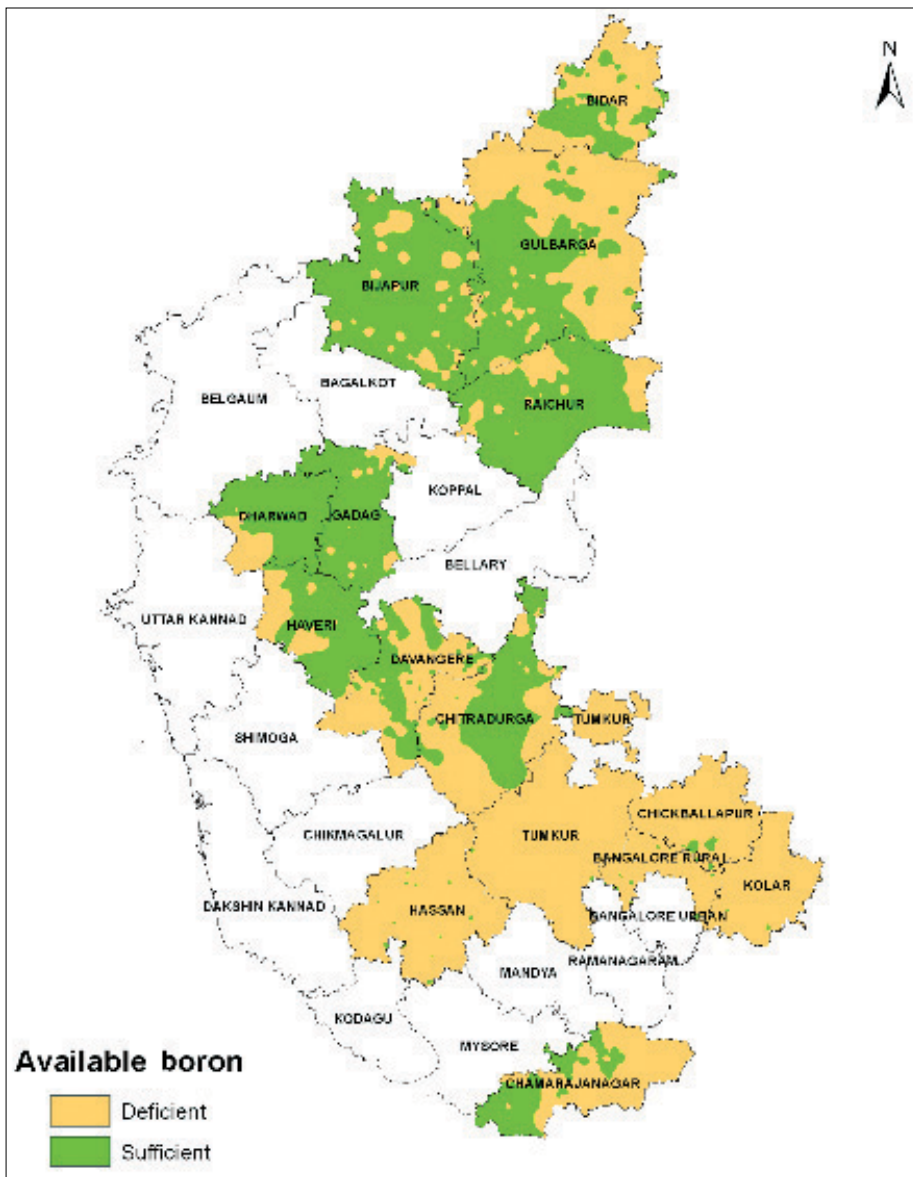 N
BIDAR
GULBARGA
BIJAPUR
BAGALKOT
BELGAUM
RAICHUR
KOPPAL
DHARWAD
GADAG
BELLARY
UTTAR KANNAD
HAVERI
DAVANGERE
CHITRADURGA
TUMKUR
SHIMOGA
CHICKBALLAPUR
CHIKMAGALUR
TUMKUR
BANGALORE RURAL
KOLAR
DAKSHIN KANNAD
HASSAN
BANGALORE URBAN
MANDYA
RAMANAGARAM
KODAGU
MYSORE
CHAMARAJANAGAR
Available boron
Deficient
Sufficient